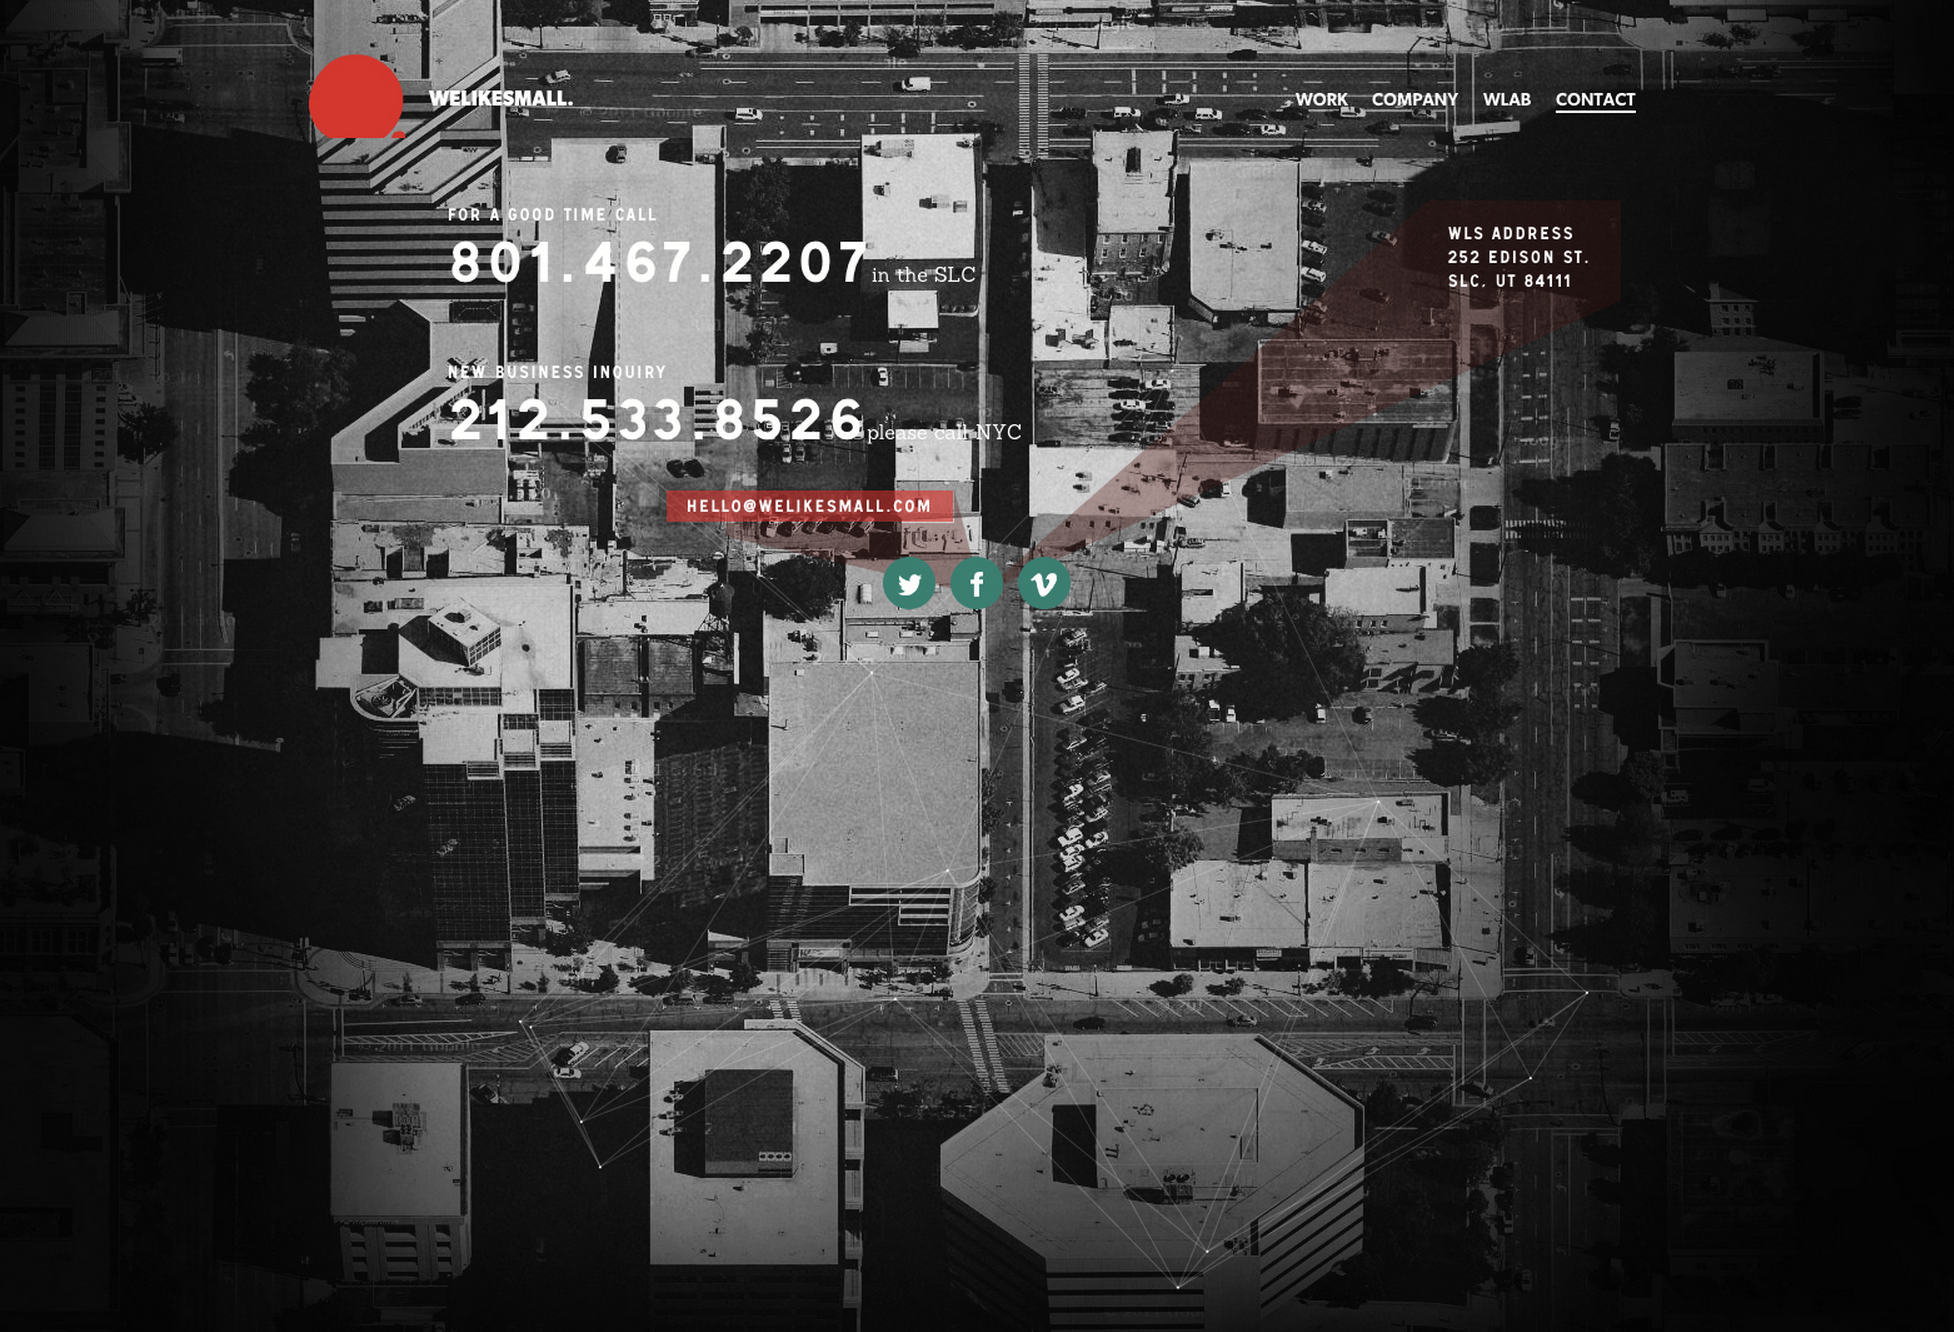 WELIKESMALL.
WORK COMPANY WLAB CONTACT
FOR A GOOD TIME CALL
801.467.2207 in the SLC
WLS ADDRESS
252 EDISON ST.
SLC, UT 84111
NEW BUSINESS INQUIRY
212.533.8526 please call NYC
HELLO@WELIKESMALL.COM